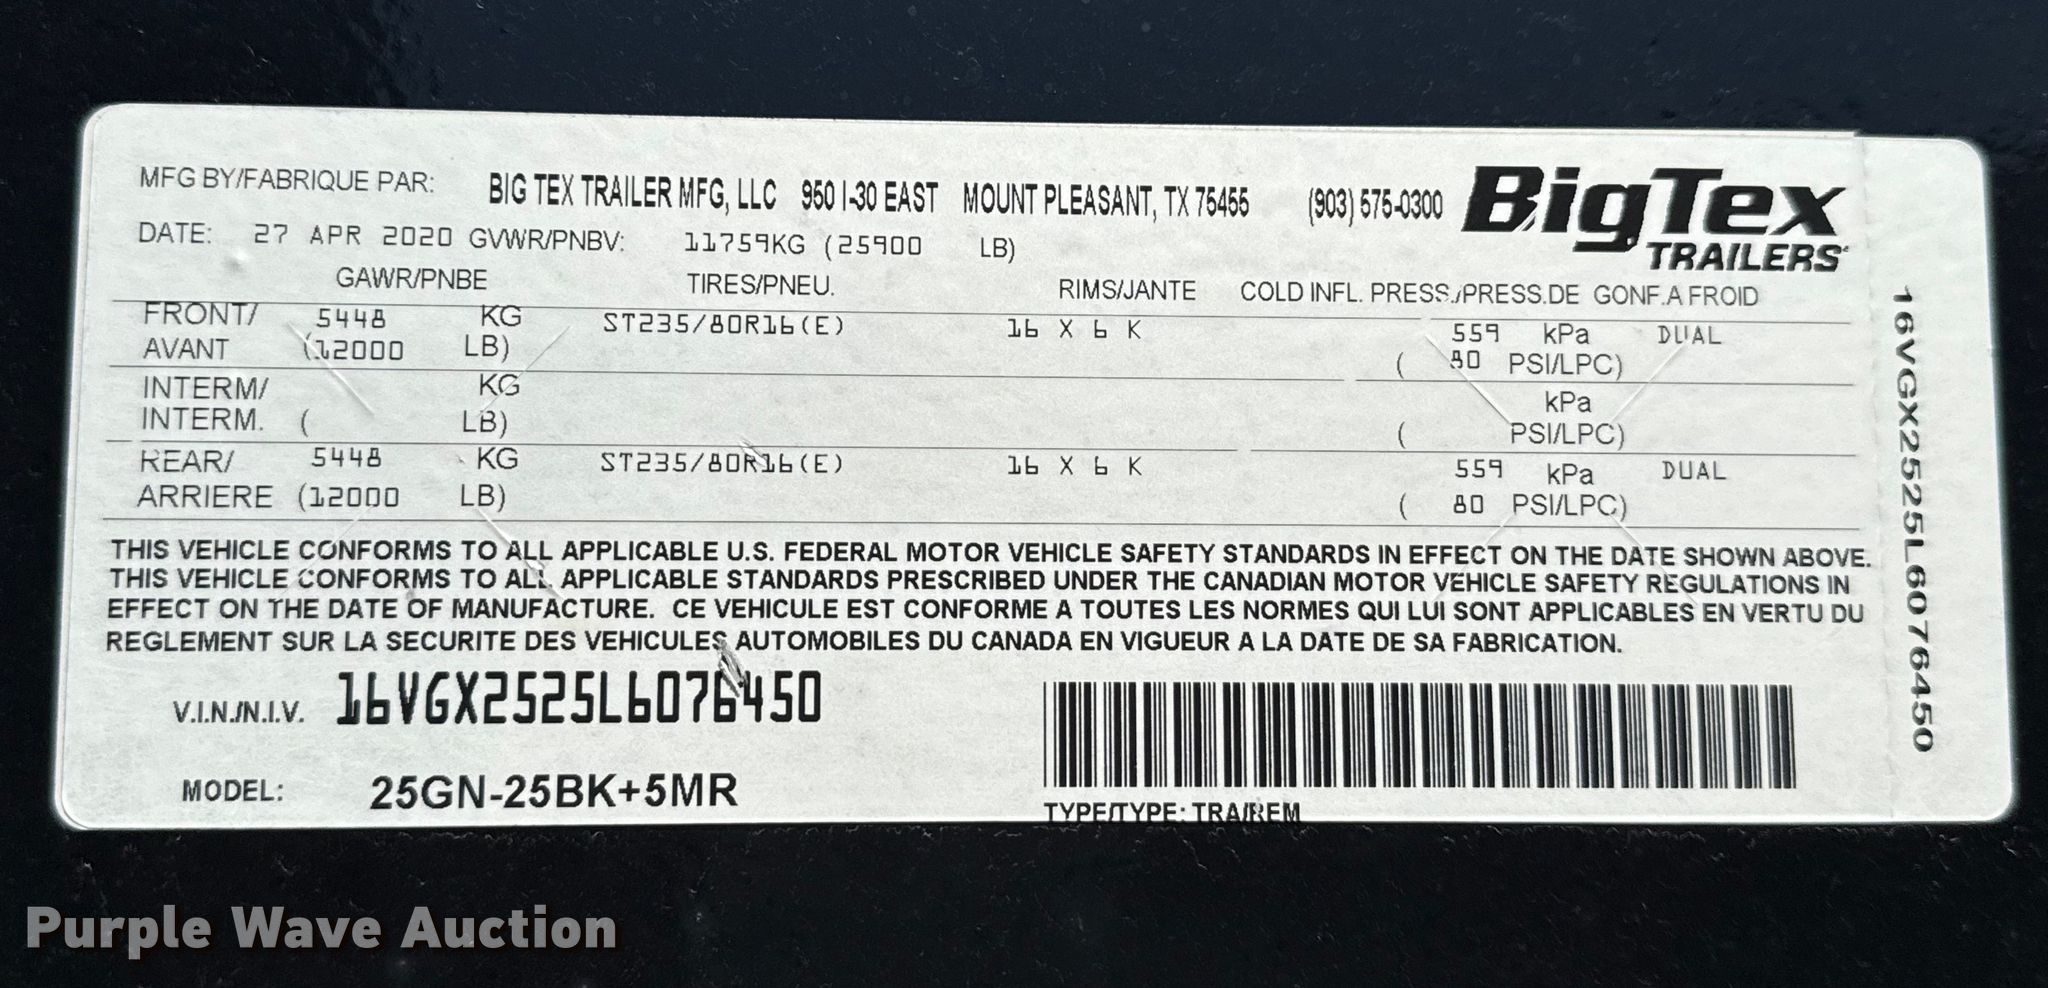 MFG BY/FABRIQUE PAR: BIG TEX TRAILER MFG, LLC 950 I-30 EAST MOUNT PLEASANT, TX 75455 (903) 575-0300
BigTex
TRAILERS
DATE: 27 APR 2020 GVWR/PNBV: 11759KG (25900 LB)
GAWR/PNBE TIRES/PNEU. RIMS/JANTE COLD INFL. PRESS./PRESS.DE GONF.A FROID
FRONT/ 5448 KG ST235/80R16(E) 16 X 6 K 559 kPa DUAL
AVANT (12000 LB) ( 80 PSI/LPC)
INTERM/ KG kPa
INTERM. ( LB) ( PSI/LPC)
REAR/ 5448 KG ST235/80R16(E) 16 X 6 K 559 kPa DUAL
ARRIERE (12000 LB) ( 80 PSI/LPC)
THIS VEHICLE CONFORMS TO ALL APPLICABLE U.S. FEDERAL MOTOR VEHICLE SAFETY STANDARDS IN EFFECT ON THE DATE SHOWN ABOVE.
THIS VEHICLE CONFORMS TO ALL APPLICABLE STANDARDS PRESCRIBED UNDER THE CANADIAN MOTOR VEHICLE SAFETY REGULATIONS IN
EFFECT ON THE DATE OF MANUFACTURE. CE VEHICULE EST CONFORME A TOUTES LES NORMES QUI LUI SONT APPLICABLES EN VERTU DU
REGLEMENT SUR LA SECURITE DES VEHICULES AUTOMOBILES DU CANADA EN VIGUEUR A LA DATE DE SA FABRICATION.
V.I.N./N.I.V. 16VGX2525L6076450
MODEL: 25GN-25BK+5MR
TYPE/TYPE: TRA/REM
16VGX2525L6076450
Purple Wave Auction